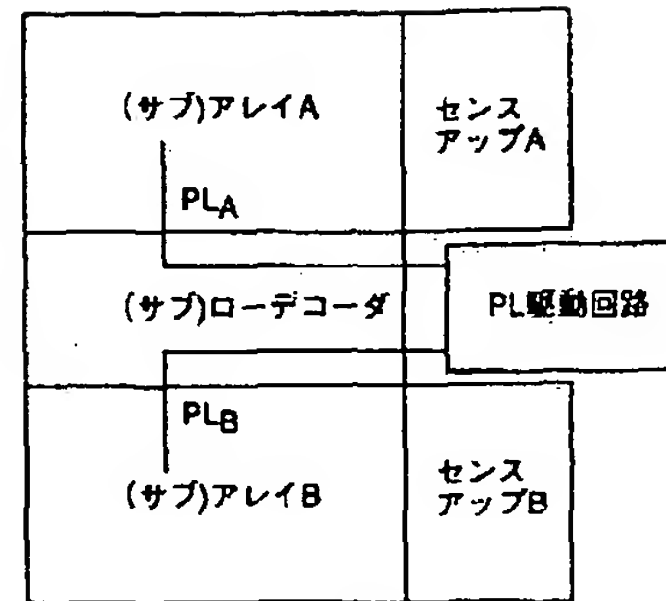 (サブ)アレイA
センス
アップA
PLA
(サブ)ローデコーダ
PL駆動回路
PLB
(サブ)アレイB
センス
アップB